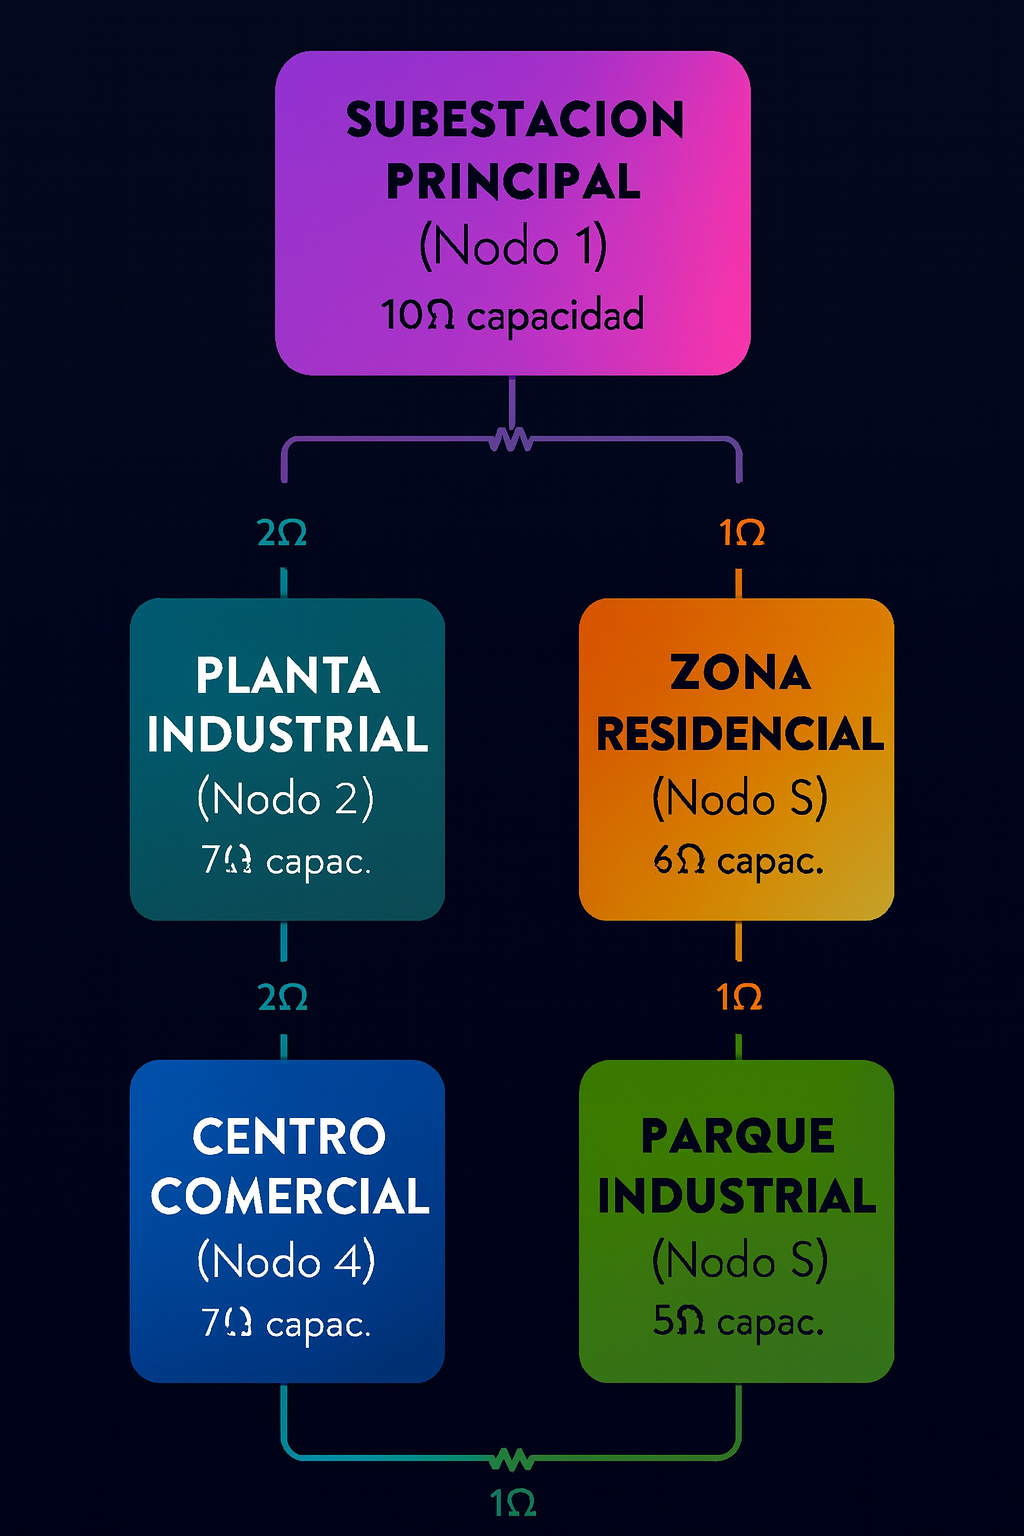 SUBESTACION
PRINCIPAL
(Nodo 1)
10Ω capacidad
2Ω
1Ω
PLANTA
INDUSTRIAL
(Nodo 2)
7Ω capac.
ZONA
RESIDENCIAL
(Nodo S)
6Ω capac.
2Ω
1Ω
CENTRO
COMERCIAL
(Nodo 4)
7Ω capac.
PARQUE
INDUSTRIAL
(Nodo S)
5Ω capac.
1Ω